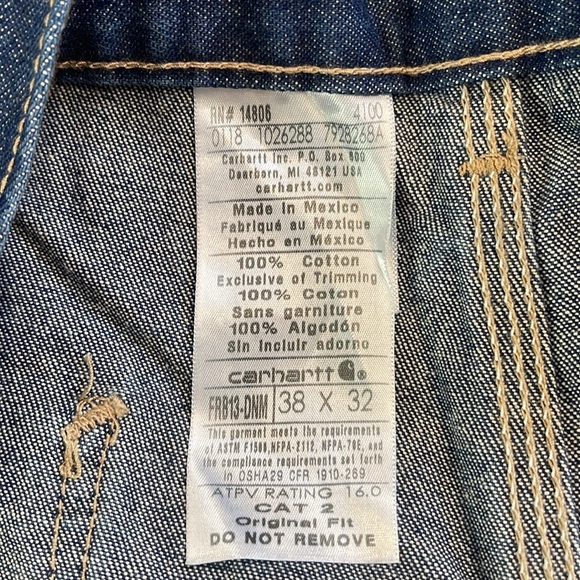 RN# 14806 4100
0118 1026288 7928268A
Carhartt Inc. P.O. Box 600
Dearborn, MI 48121 USA
carhartt.com
Made In Mexico
Fabriqué au Mexique
Hecho en México
100% Cotton
Exclusive of Trimming
100% Coton
Sans garniture
100% Algodón
Sin incluir adorno
carhartt
FRB13-DNM 38 X 32
This garment meets the requirements
of ASTM F1506,NFPA-2112, NFPA-70E, and
the compliance requirements set forth
in OSHA29 CFR 1910-269
ATPV RATING 16.0
CAT 2
Original Fit
DO NOT REMOVE